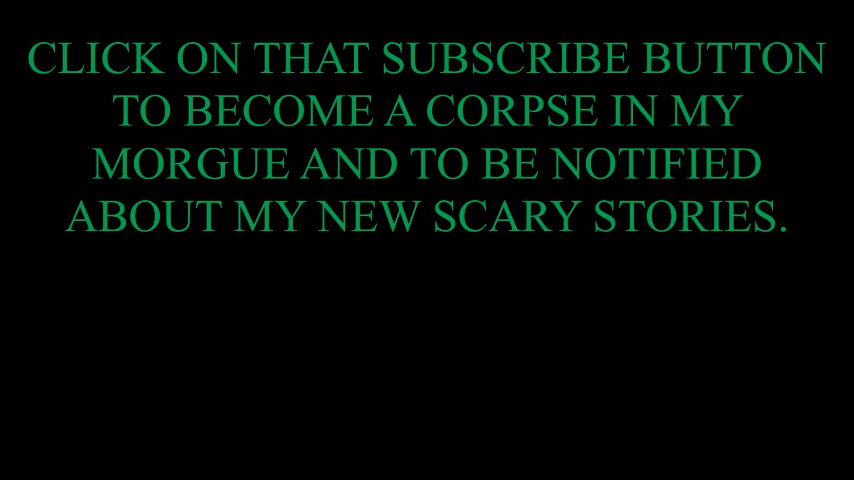 CLICK ON THAT SUBSCRIBE BUTTON
TO BECOME A CORPSE IN MY
MORGUE AND TO BE NOTIFIED
ABOUT MY NEW SCARY STORIES.